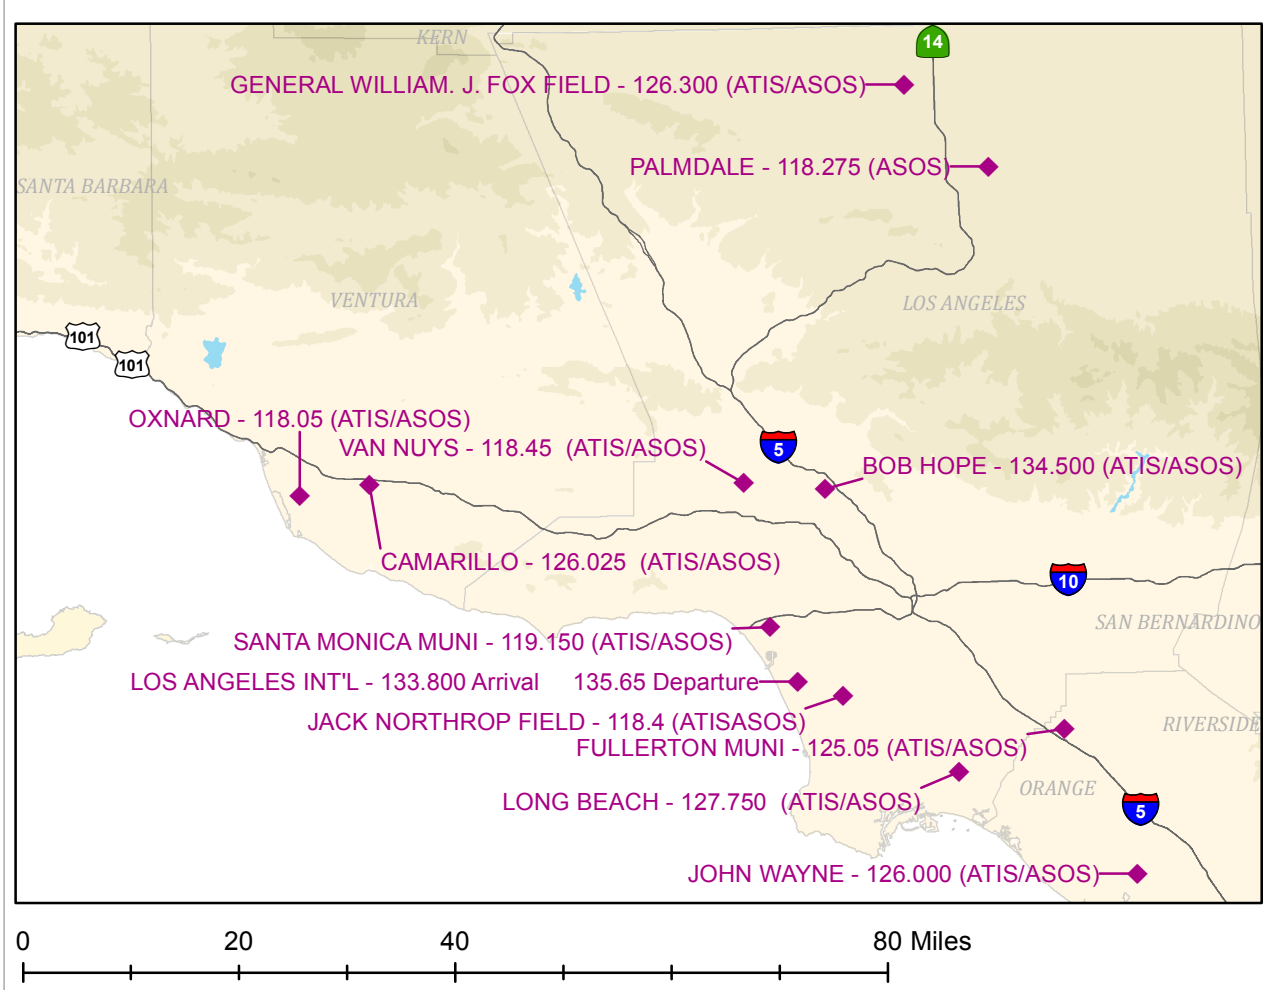 KERN
14
GENERAL WILLIAM. J. FOX FIELD - 126.300 (ATIS/ASOS)
PALMDALE - 118.275 (ASOS)
SANTA BARBARA
VENTURA
LOS ANGELES
101
101
OXNARD - 118.05 (ATIS/ASOS)
VAN NUYS - 118.45  (ATIS/ASOS)
5
BOB HOPE - 134.500 (ATIS/ASOS)
CAMARILLO - 126.025  (ATIS/ASOS)
10
SAN BERNARDINO
SANTA MONICA MUNI - 119.150 (ATIS/ASOS)
LOS ANGELES INT'L - 133.800 Arrival     135.65 Departure
JACK NORTHROP FIELD - 118.4 (ATISASOS)
RIVERSIDE
FULLERTON MUNI - 125.05 (ATIS/ASOS)
ORANGE
LONG BEACH - 127.750  (ATIS/ASOS)
5
JOHN WAYNE - 126.000 (ATIS/ASOS)
0 20 40 80 Miles